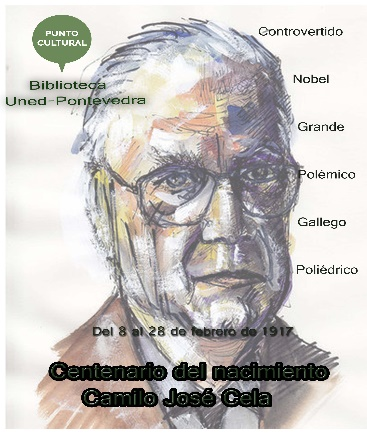 PUNTO
CULTURAL
Biblioteca
Uned-Pontevedra
Controvertido
Nobel
Grande
Polémico
Gallego
Poliédrico
Del 8 al 28 de febrero de 1917
Centenario del nacimiento
Camilo José Cela